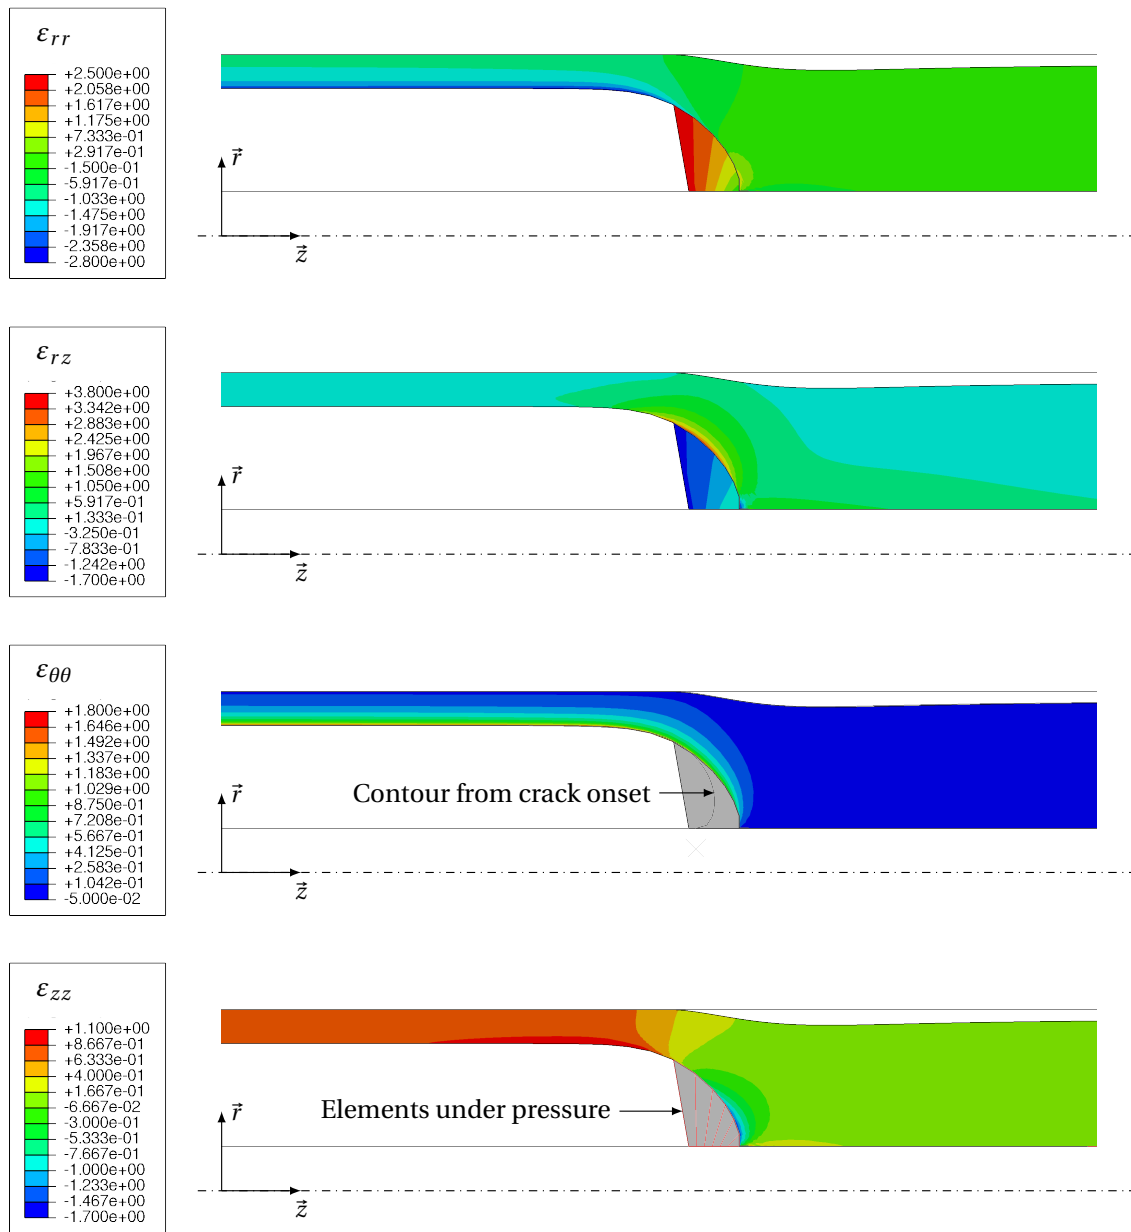 ε_rr
+2.500e+00
+2.058e+00
+1.617e+00
+1.175e+00
+7.333e-01
+2.917e-01
-1.500e-01
-5.917e-01
-1.033e+00
-1.475e+00
-1.917e+00
-2.358e+00
-2.800e+00
r⃗
z⃗
ε_rz
+3.800e+00
+3.342e+00
+2.883e+00
+2.425e+00
+1.967e+00
+1.508e+00
+1.050e+00
+5.917e-01
+1.333e-01
-3.250e-01
-7.833e-01
-1.242e+00
-1.700e+00
r⃗
z⃗
ε_θθ
+1.800e+00
+1.646e+00
+1.492e+00
+1.337e+00
+1.183e+00
+1.029e+00
+8.750e-01
+7.208e-01
+5.667e-01
+4.125e-01
+2.583e-01
+1.042e-01
-5.000e-02
r⃗
Contour from crack onset
z⃗
ε_zz
+1.100e+00
+8.667e-01
+6.333e-01
+4.000e-01
+1.667e-01
-6.667e-02
-3.000e-01
-5.333e-01
-7.667e-01
-1.000e+00
-1.233e+00
-1.467e+00
-1.700e+00
r⃗
Elements under pressure
z⃗